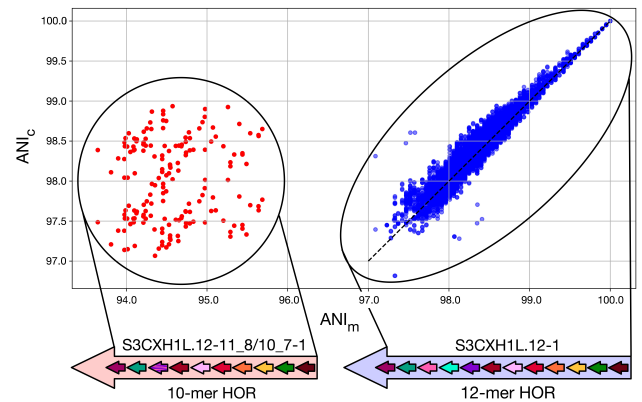 100.0
99.5
99.0
98.5
98.0
97.5
97.0
ANIc
94.0 95.0 96.0 97.0 98.0 99.0 100.0
ANIm
S3CXH1L.12-11_8/10_7-1
S3CXH1L.12-1
10-mer HOR
12-mer HOR